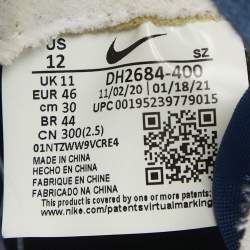 US
12
SZ
UK 11
EUR 46
cm 30
BR 44
CN 300(2.5)
01NTZWW9VCRE4
DH2684-400
11/02/20 01/18/21
UPC 00195239779015
MADE IN CHINA
HECHO EN CHINA
FABRIQUÉ EN CHINE
FABRICADO NA CHINA
This product is covered by one or more
www.nike.com/patents&virtualmarking